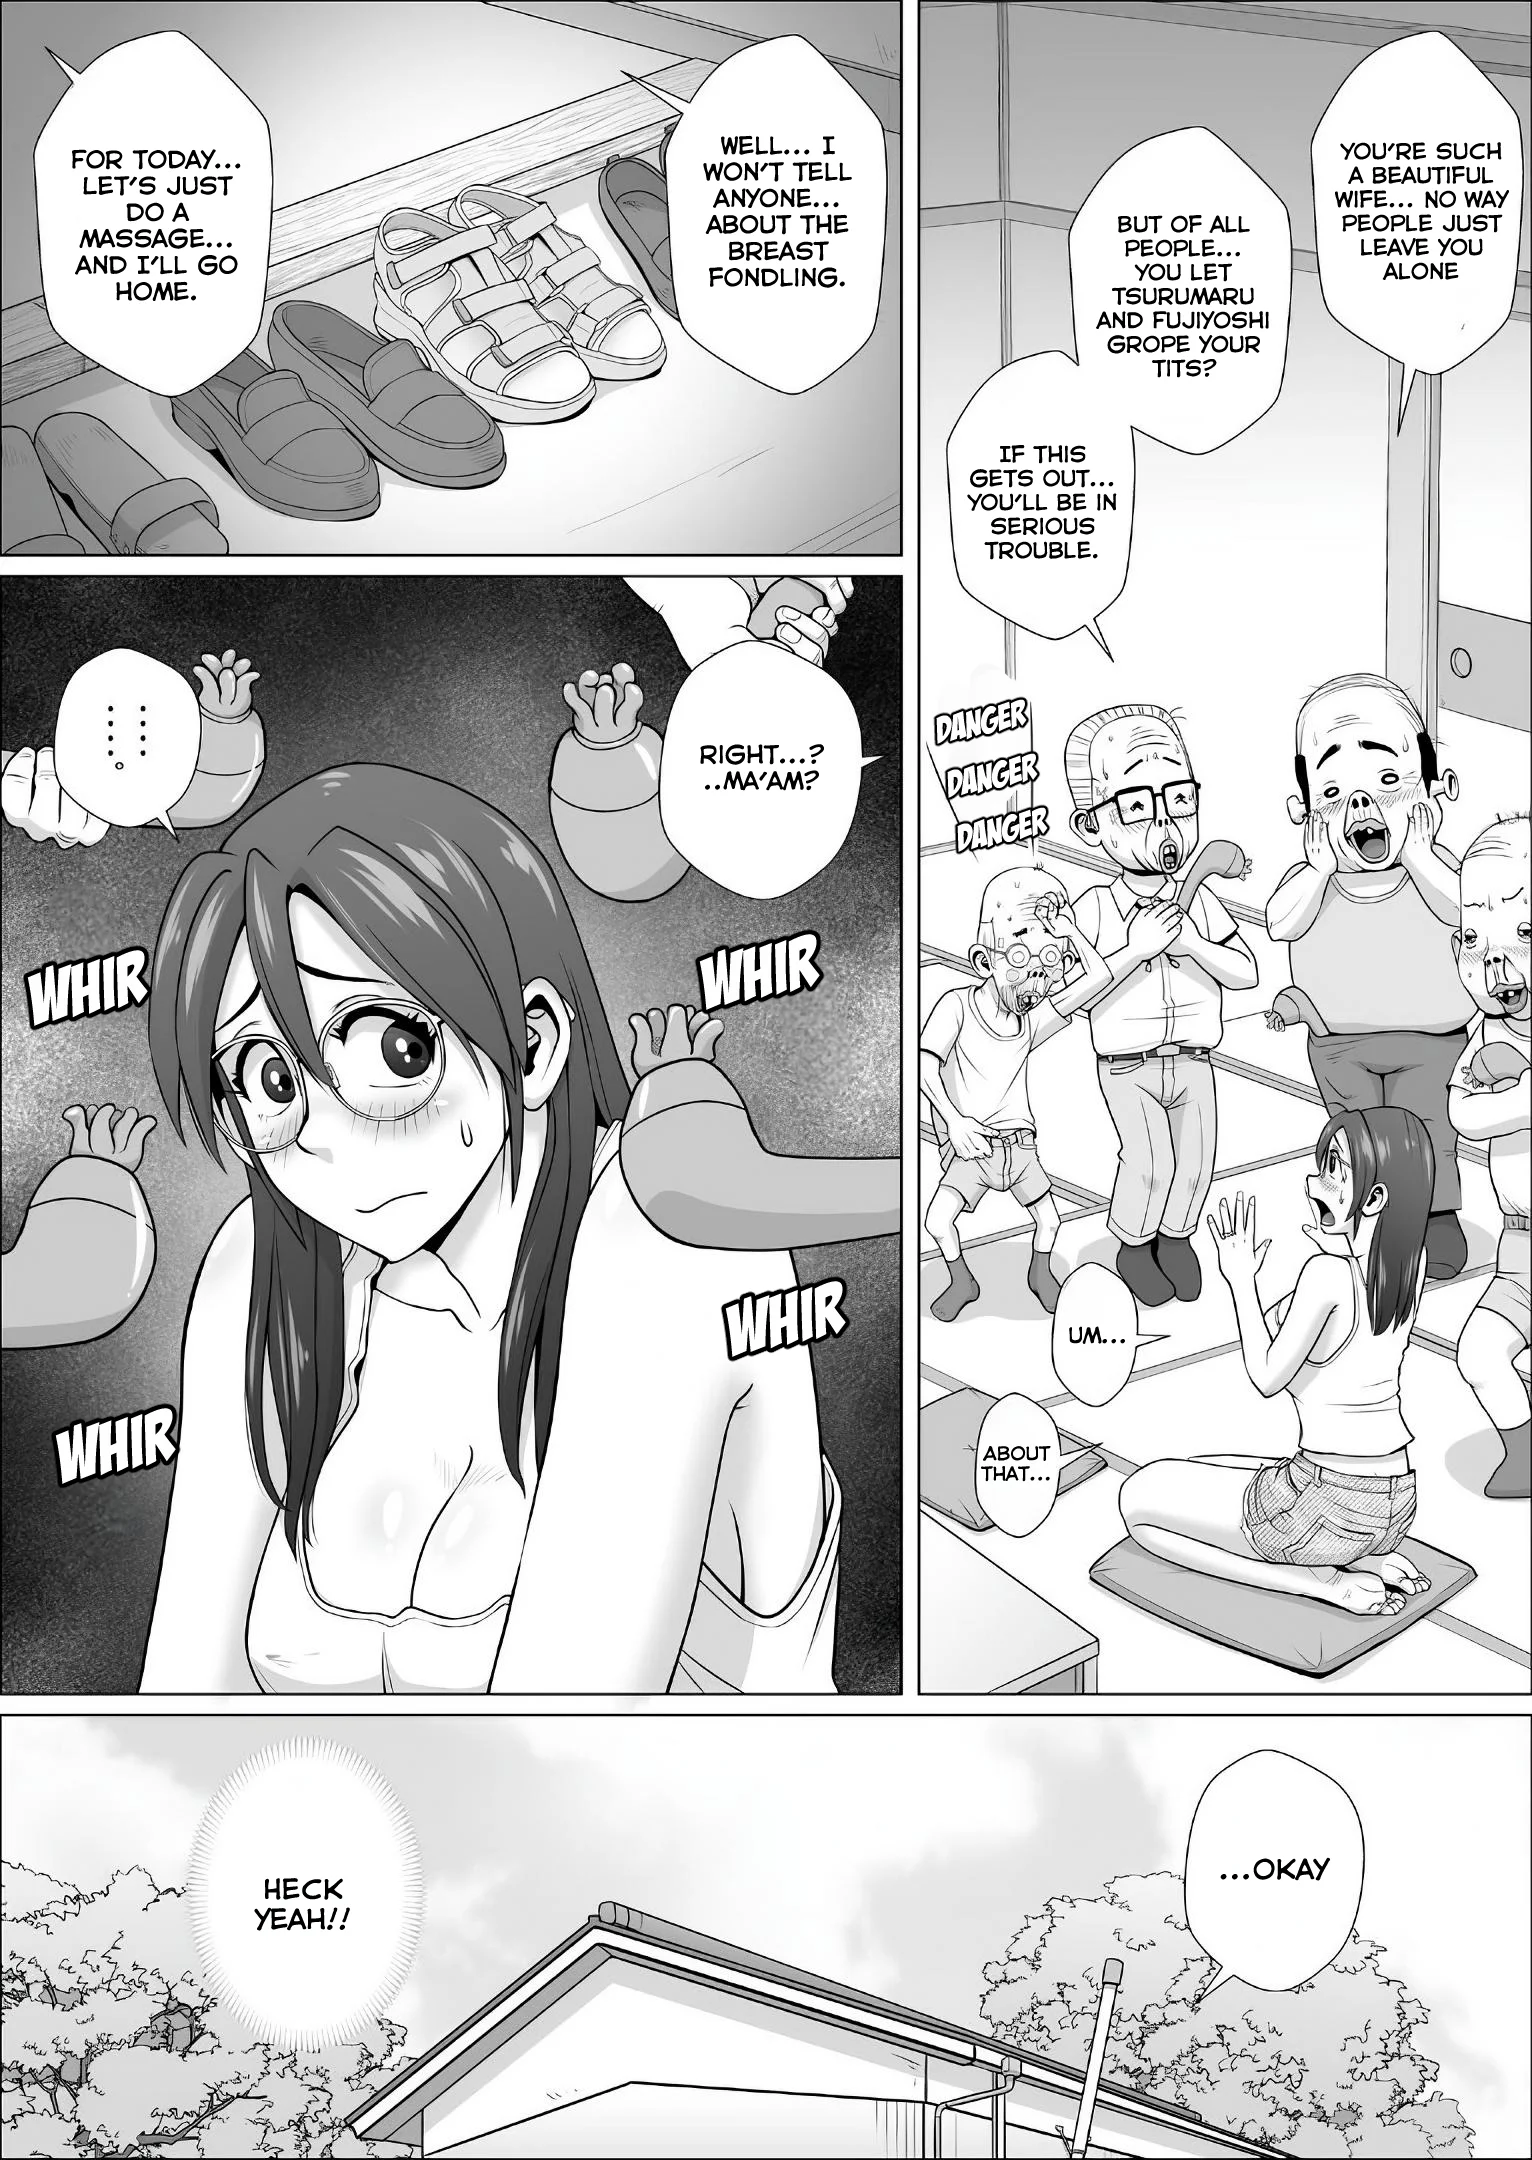 YOU'RE SUCH
A BEAUTIFUL
WIFE... NO WAY
PEOPLE JUST
LEAVE YOU
ALONE
BUT OF ALL
PEOPLE...
YOU LET
TSURUMARU
AND FUJIYOSHI
GROPE YOUR
TITS?
IF THIS
GETS OUT...
YOU'LL BE IN
SERIOUS
TROUBLE.
DANGER
DANGER
DANGER
UM...
ABOUT
THAT...
WELL... I
WON'T TELL
ANYONE...
ABOUT THE
BREAST
FONDLING.
FOR TODAY...
LET'S JUST
DO A
MASSAGE...
AND I'LL GO
HOME.
RIGHT...?
..MA'AM?
WHIR
WHIR
WHIR
WHIR
...OKAY
HECK
YEAH!!